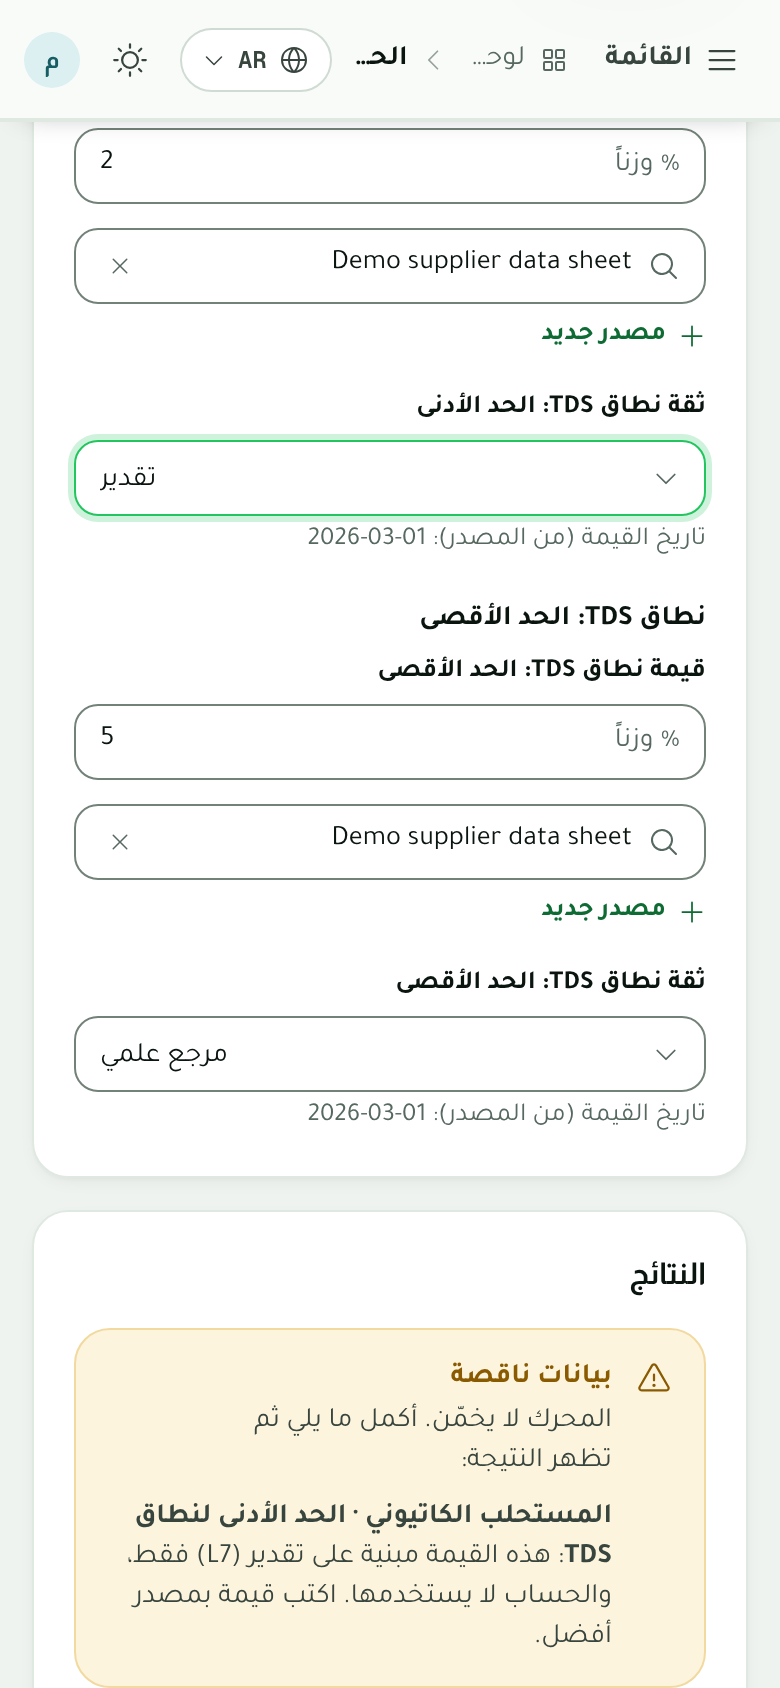 القائمة
لوحـ...
الحـ...
AR
م
% وزناً
2
Demo supplier data sheet
مصدر جديد
ثقة نطاق TDS: الحد الأدنى
تقدير
تاريخ القيمة (من المصدر): 2026-03-01
نطاق TDS: الحد الأقصى
قيمة نطاق TDS: الحد الأقصى
% وزناً
5
Demo supplier data sheet
مصدر جديد
ثقة نطاق TDS: الحد الأقصى
مرجع علمي
تاريخ القيمة (من المصدر): 2026-03-01
النتائج
بيانات ناقصة
المحرك لا يخمّن. أكمل ما يلي ثم
تظهر النتيجة:
المستحلب الكاتيوني · الحد الأدنى لنطاق
TDS: هذه القيمة مبنية على تقدير (L7) فقط،
والحساب لا يستخدمها. اكتب قيمة بمصدر
أفضل.